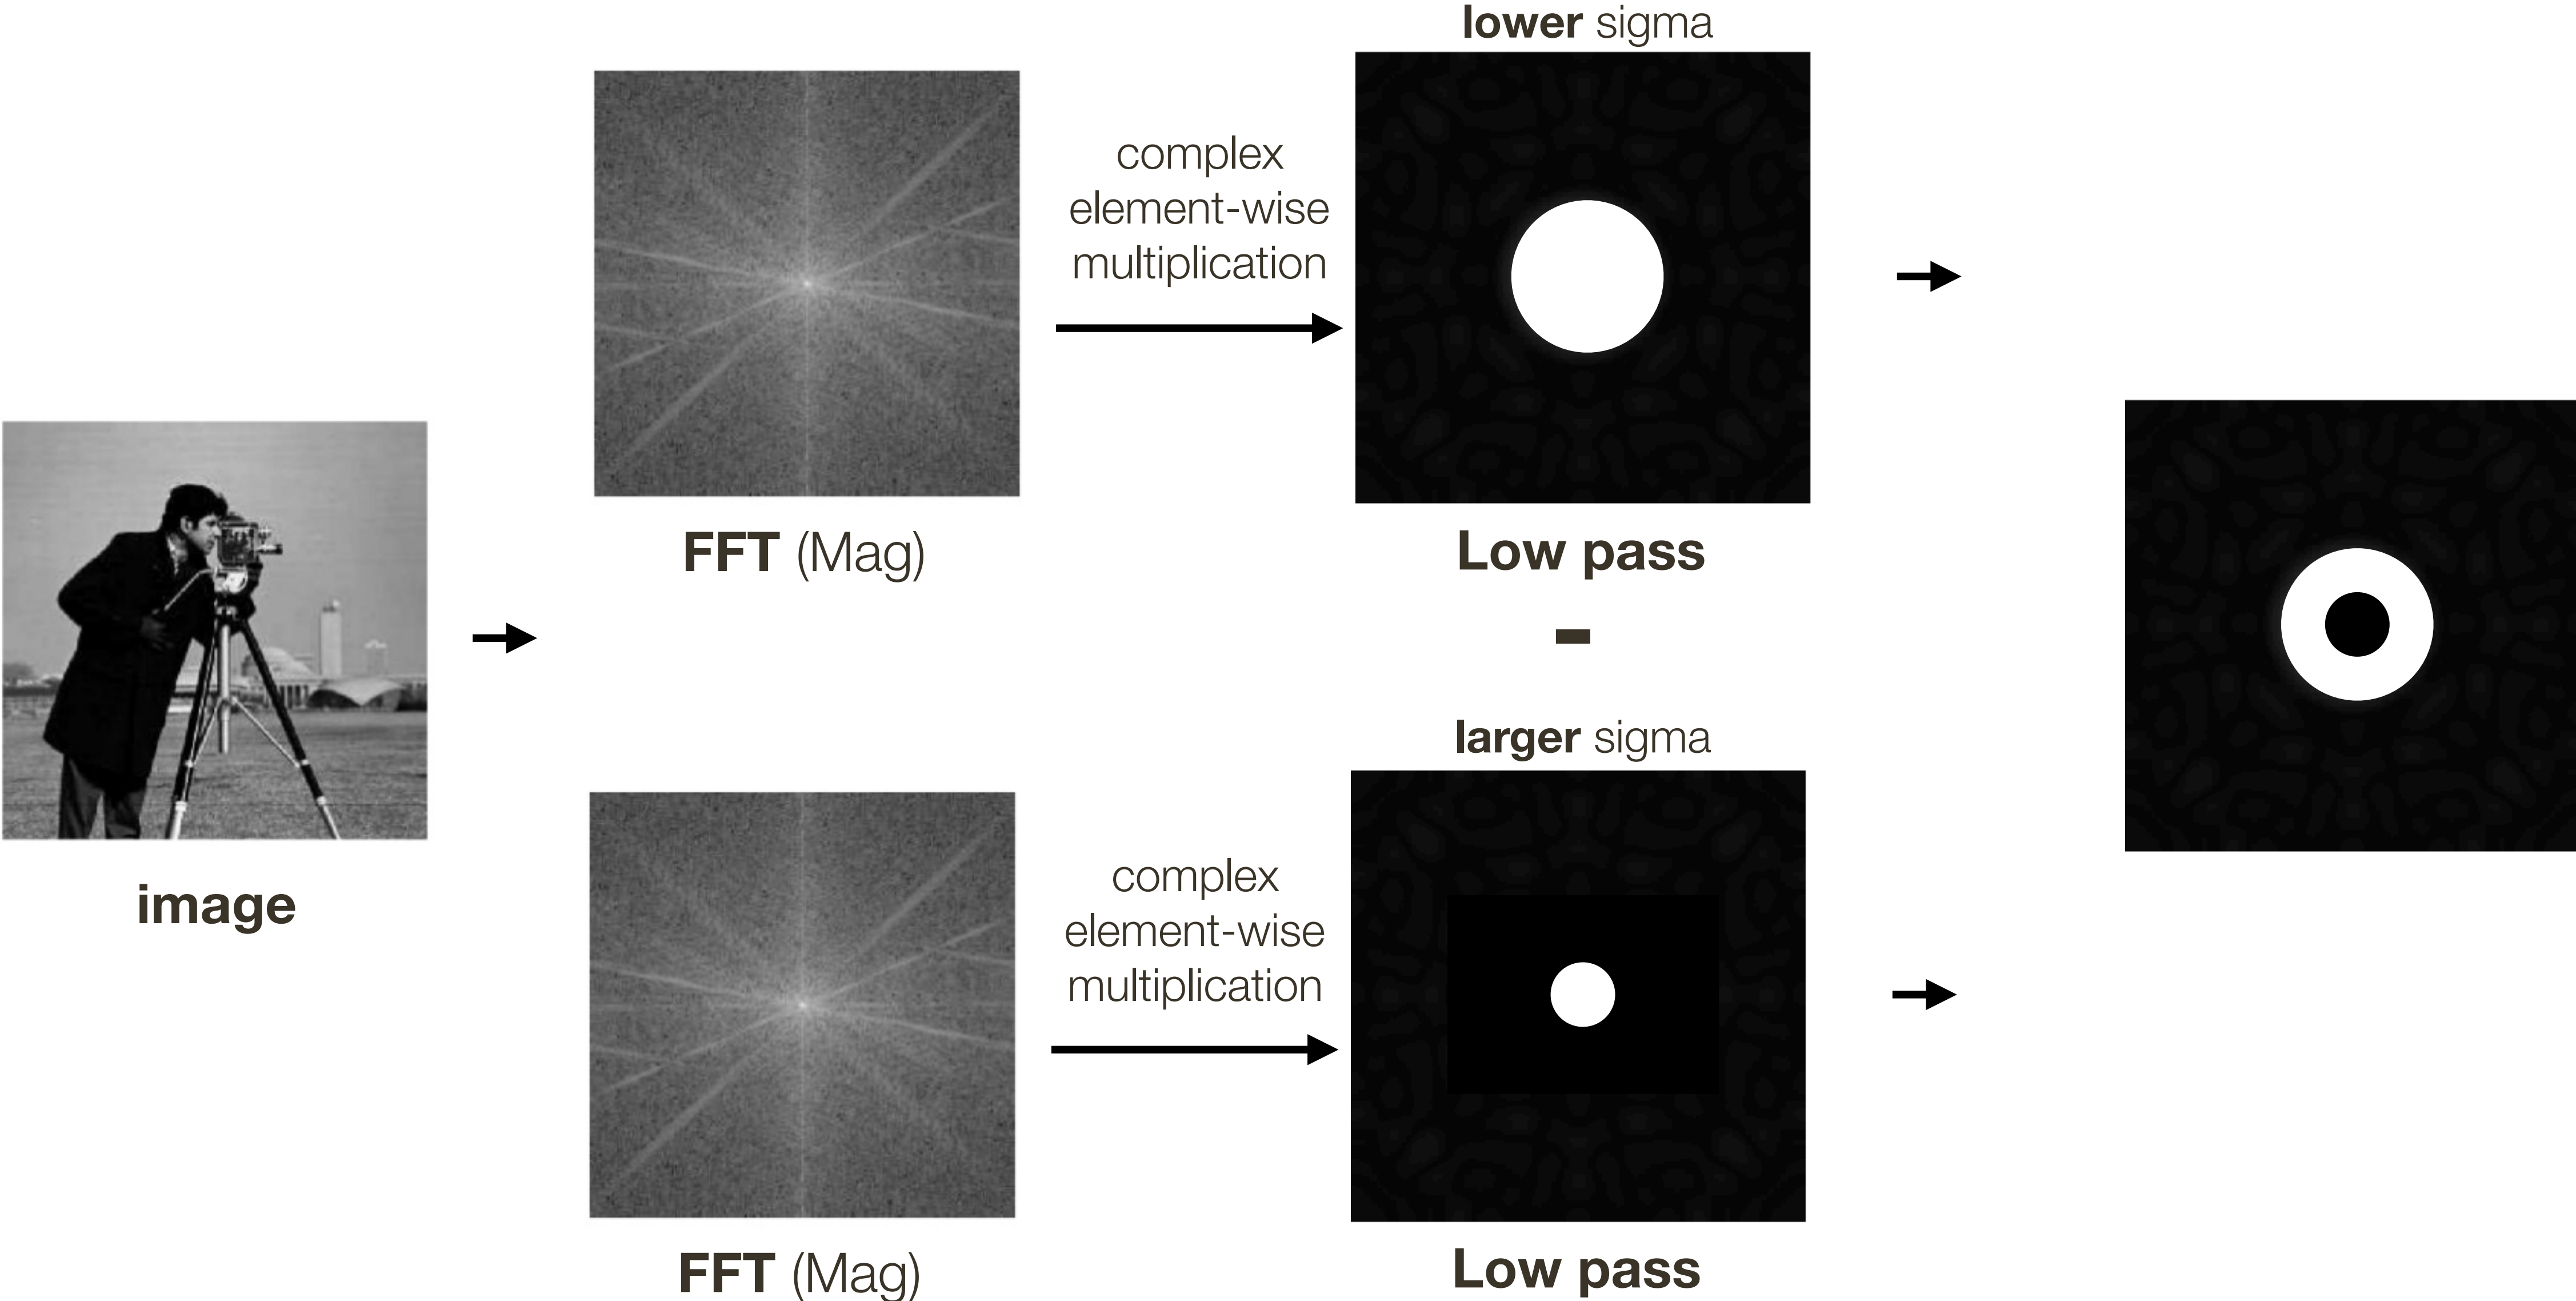 lower sigma
complex
element-wise
multiplication
FFT (Mag)
Low pass
-
image
larger sigma
complex
element-wise
multiplication
FFT (Mag)
Low pass